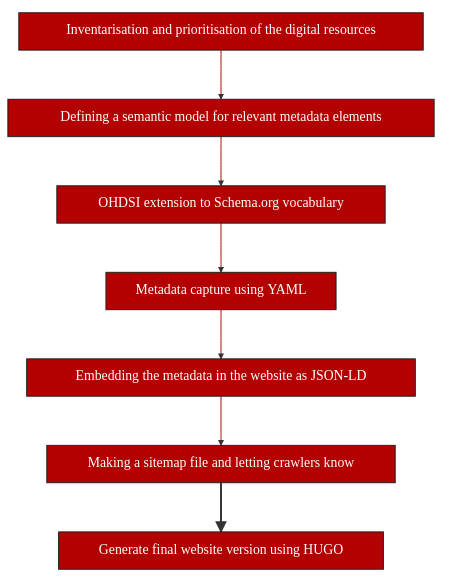 Inventarisation and prioritisation of the digital resources
Defining a semantic model for relevant metadata elements
OHDSI extension to Schema.org vocabulary
Metadata capture using YAML
Embedding the metadata in the website as JSON-LD
Making a sitemap file and letting crawlers know
Generate final website version using HUGO